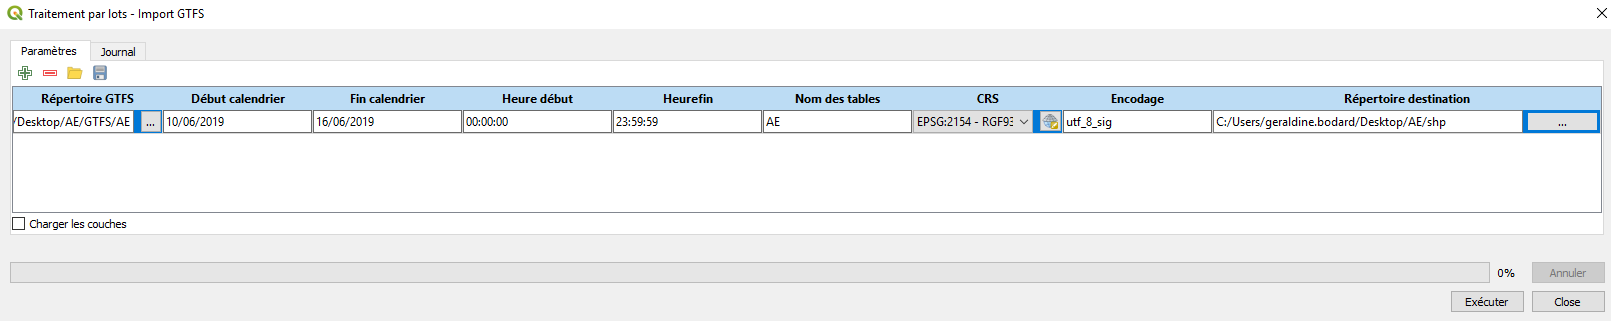 Traitement par lots - Import GTFS
Paramètres Journal
Répertoire GTFS Début calendrier Fin calendrier Heure début Heurefin Nom des tables CRS Encodage Répertoire destination
/Desktop/AE/GTFS/AE ... 10/06/2019 16/06/2019 00:00:00 23:59:59 AE EPSG:2154 - RGF93 utf_8_sig C:/Users/geraldine.bodard/Desktop/AE/shp ...
Charger les couches
0% Annuler
Exécuter Close